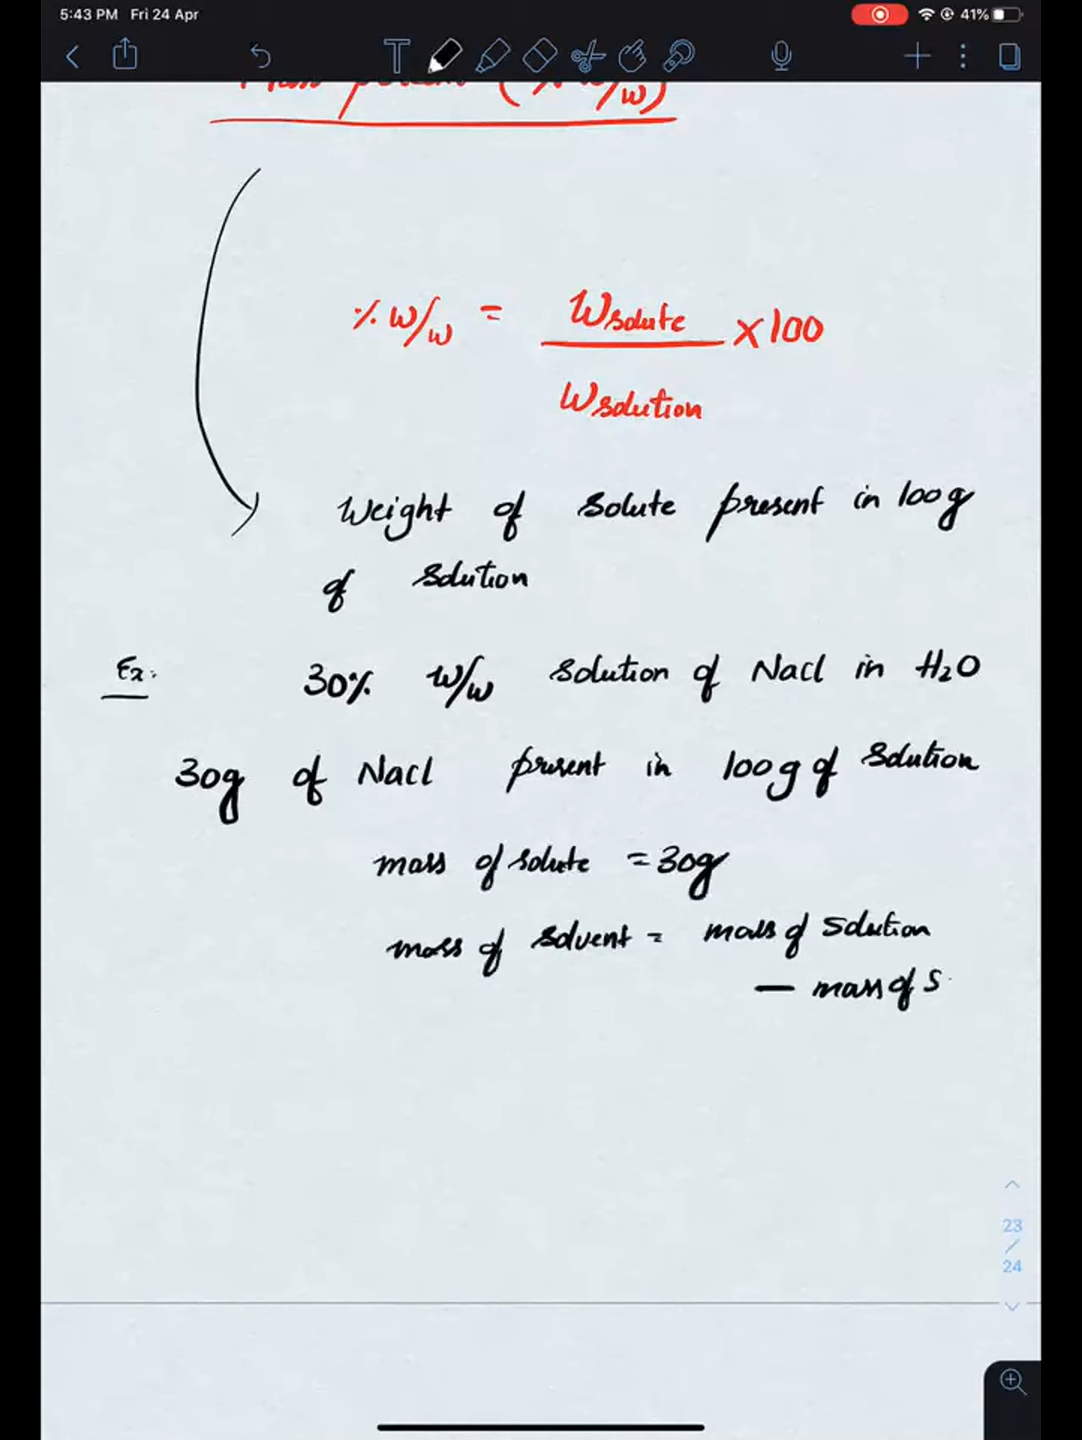 5:43 PM Fri 24 Apr
41%
T
% w/w = Wsolute / Wsolution ×100
Weight of solute present in 100g
of solution
Ex:
30% w/w solution of Nacl in H₂O
30g of Nacl present in 100g of solution
mass of solute = 30g
mass of solvent = mass of solution
— mass of s
23
/
24